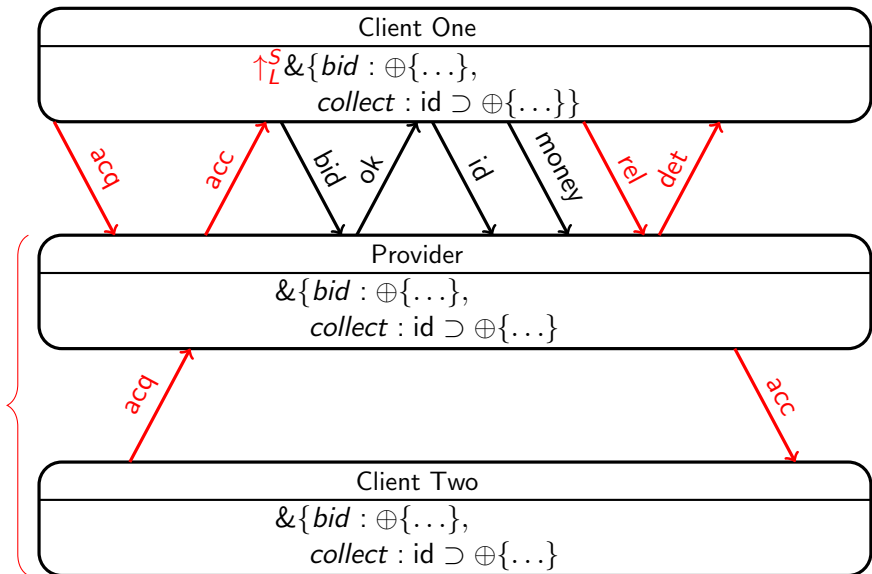 Client One
↑ᔆ_L &{bid : ⊕{…},
collect : id ⊃ ⊕{…}}
acq
acc
bid
ok
id
money
rel
det
Provider
&{bid : ⊕{…},
collect : id ⊃ ⊕{…}
acq
acc
Client Two
&{bid : ⊕{…},
collect : id ⊃ ⊕{…}